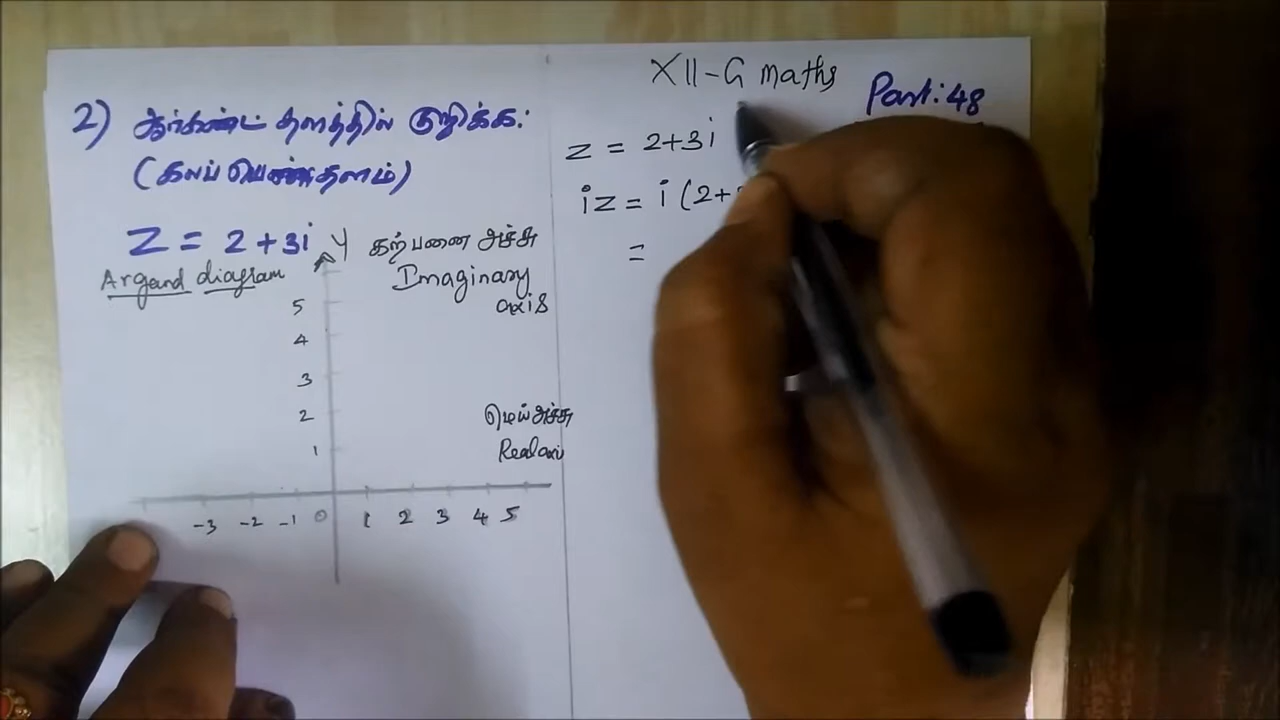 XII-G maths
Part: 48
2) ஆர்கண்ட் தளத்தில் குறிக்க:
(கலப்பெண்தளம்)
Z = 2+3i
Argand diagram
Y கற்பனை அச்சு
Imaginary
axis
5
4
3
2
1
மெய்அச்சு
Real axi
-3 -2 -1 0 1 2 3 4 5
z = 2+3i
iz = i (2+
=